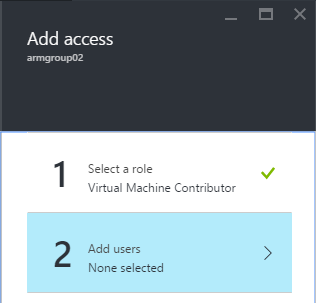 Add access
armgroup02
1
Select a role
Virtual Machine Contributor
2
Add users
None selected